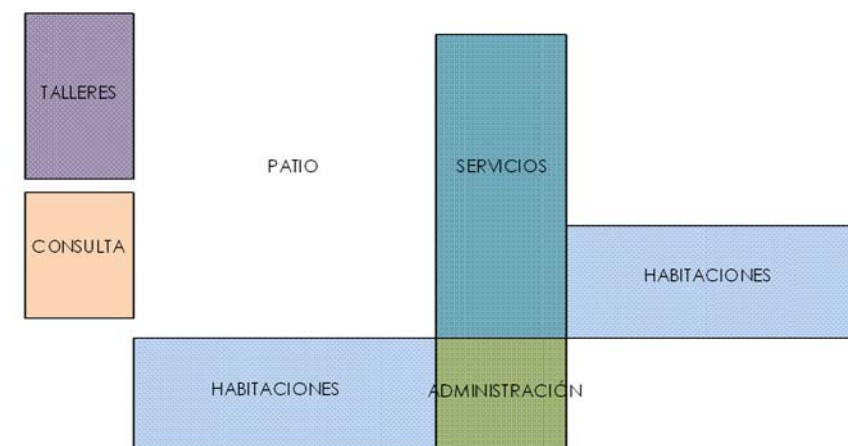 TALLERES
PATIO
SERVICIOS
CONSULTA
HABITACIONES
HABITACIONES
ADMINISTRACIÓN